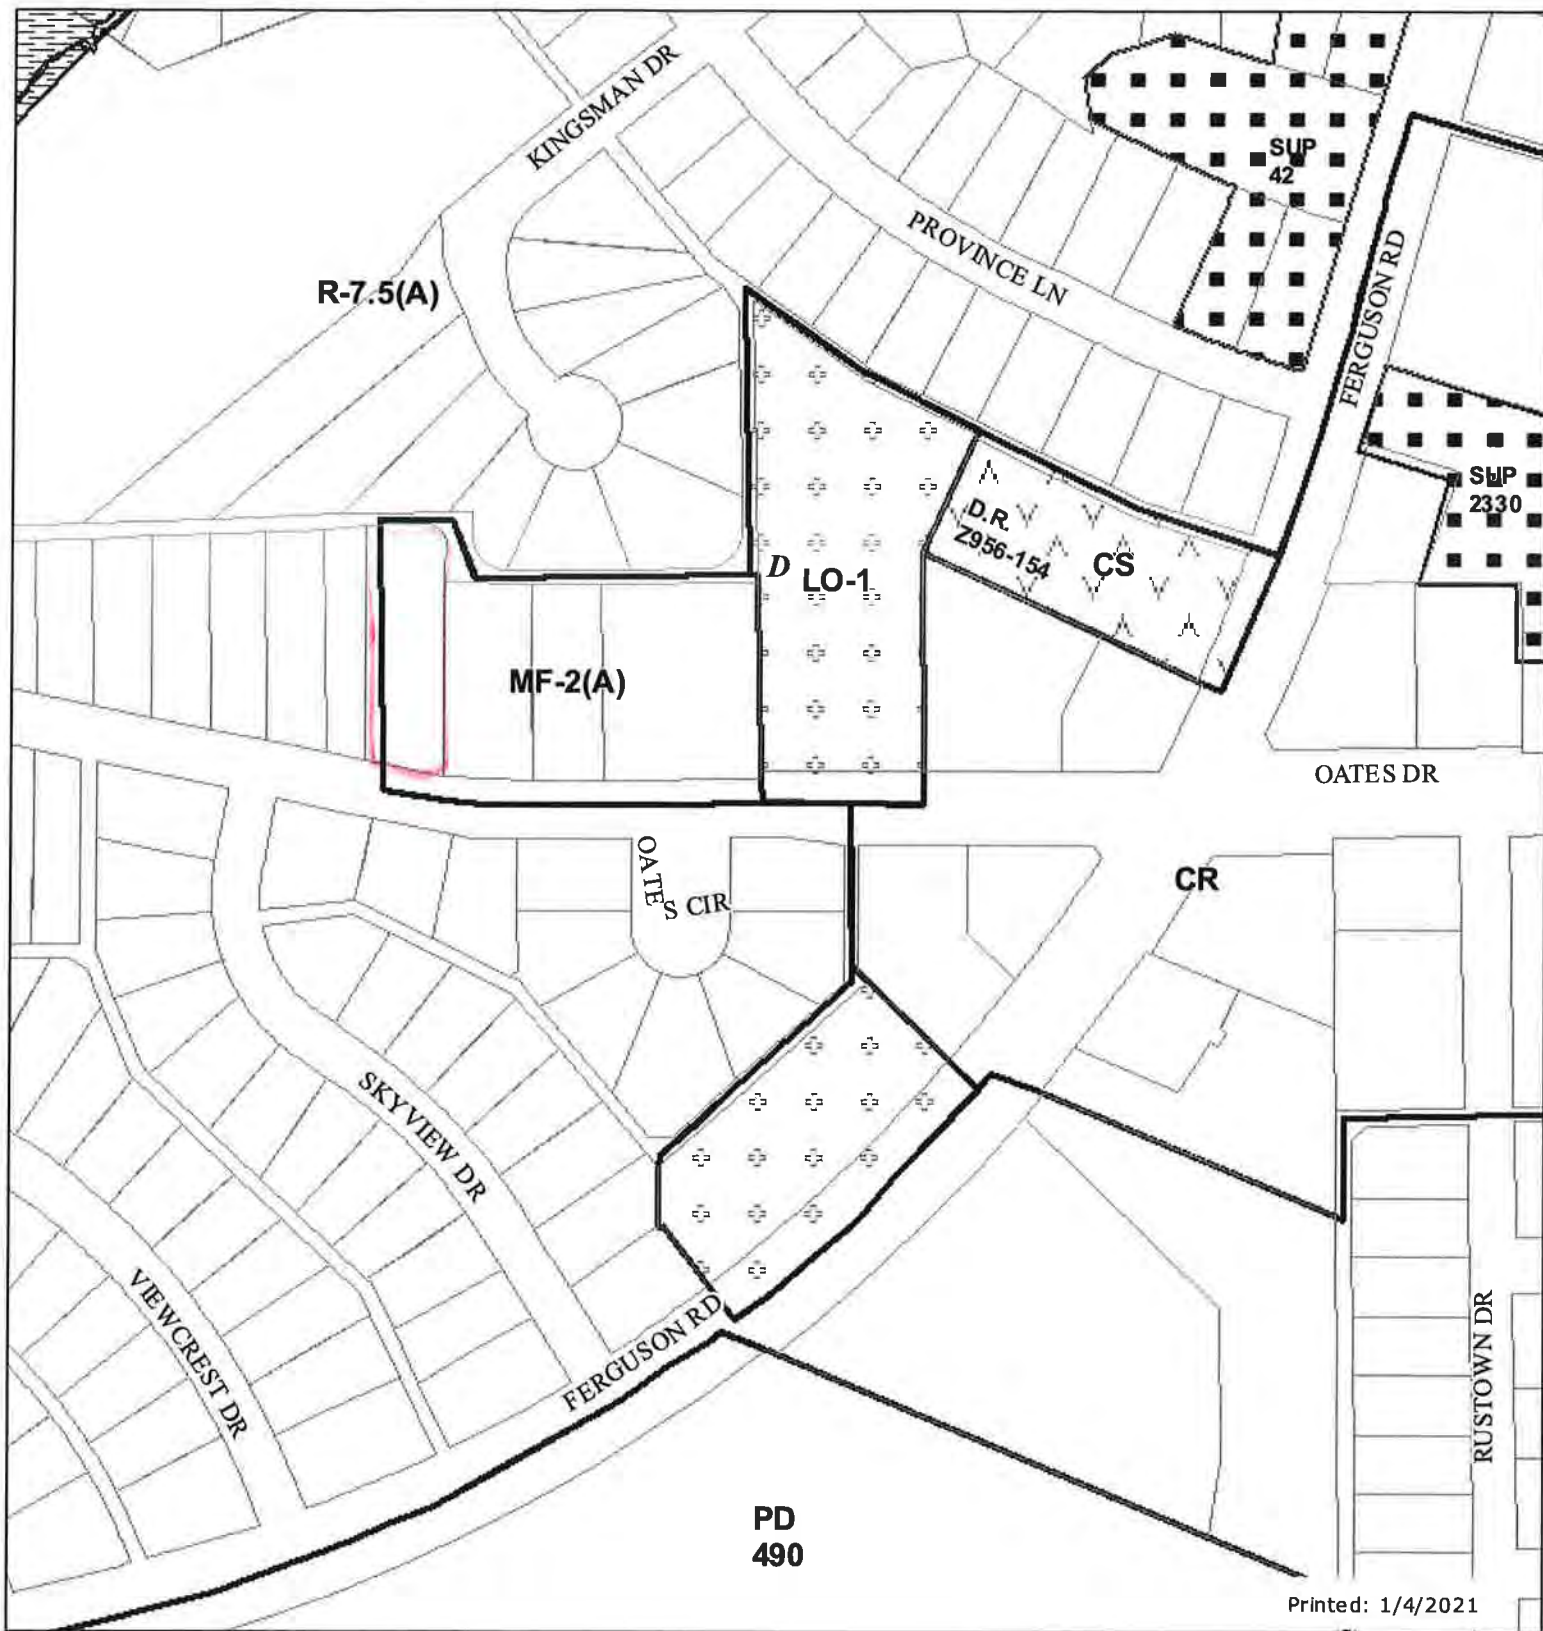 KINGSMAN DR
SUP
42
PROVINCE LN
R-7.5(A)
FERGUSON RD
SUP
2330
D.R.
Z956-154
CS
D
LO-1
MF-2(A)
OATES DR
OATES CIR
CR
SKYVIEW DR
VIEWCREST DR
FERGUSON RD
RUSTOWN DR
PD
490
Printed: 1/4/2021